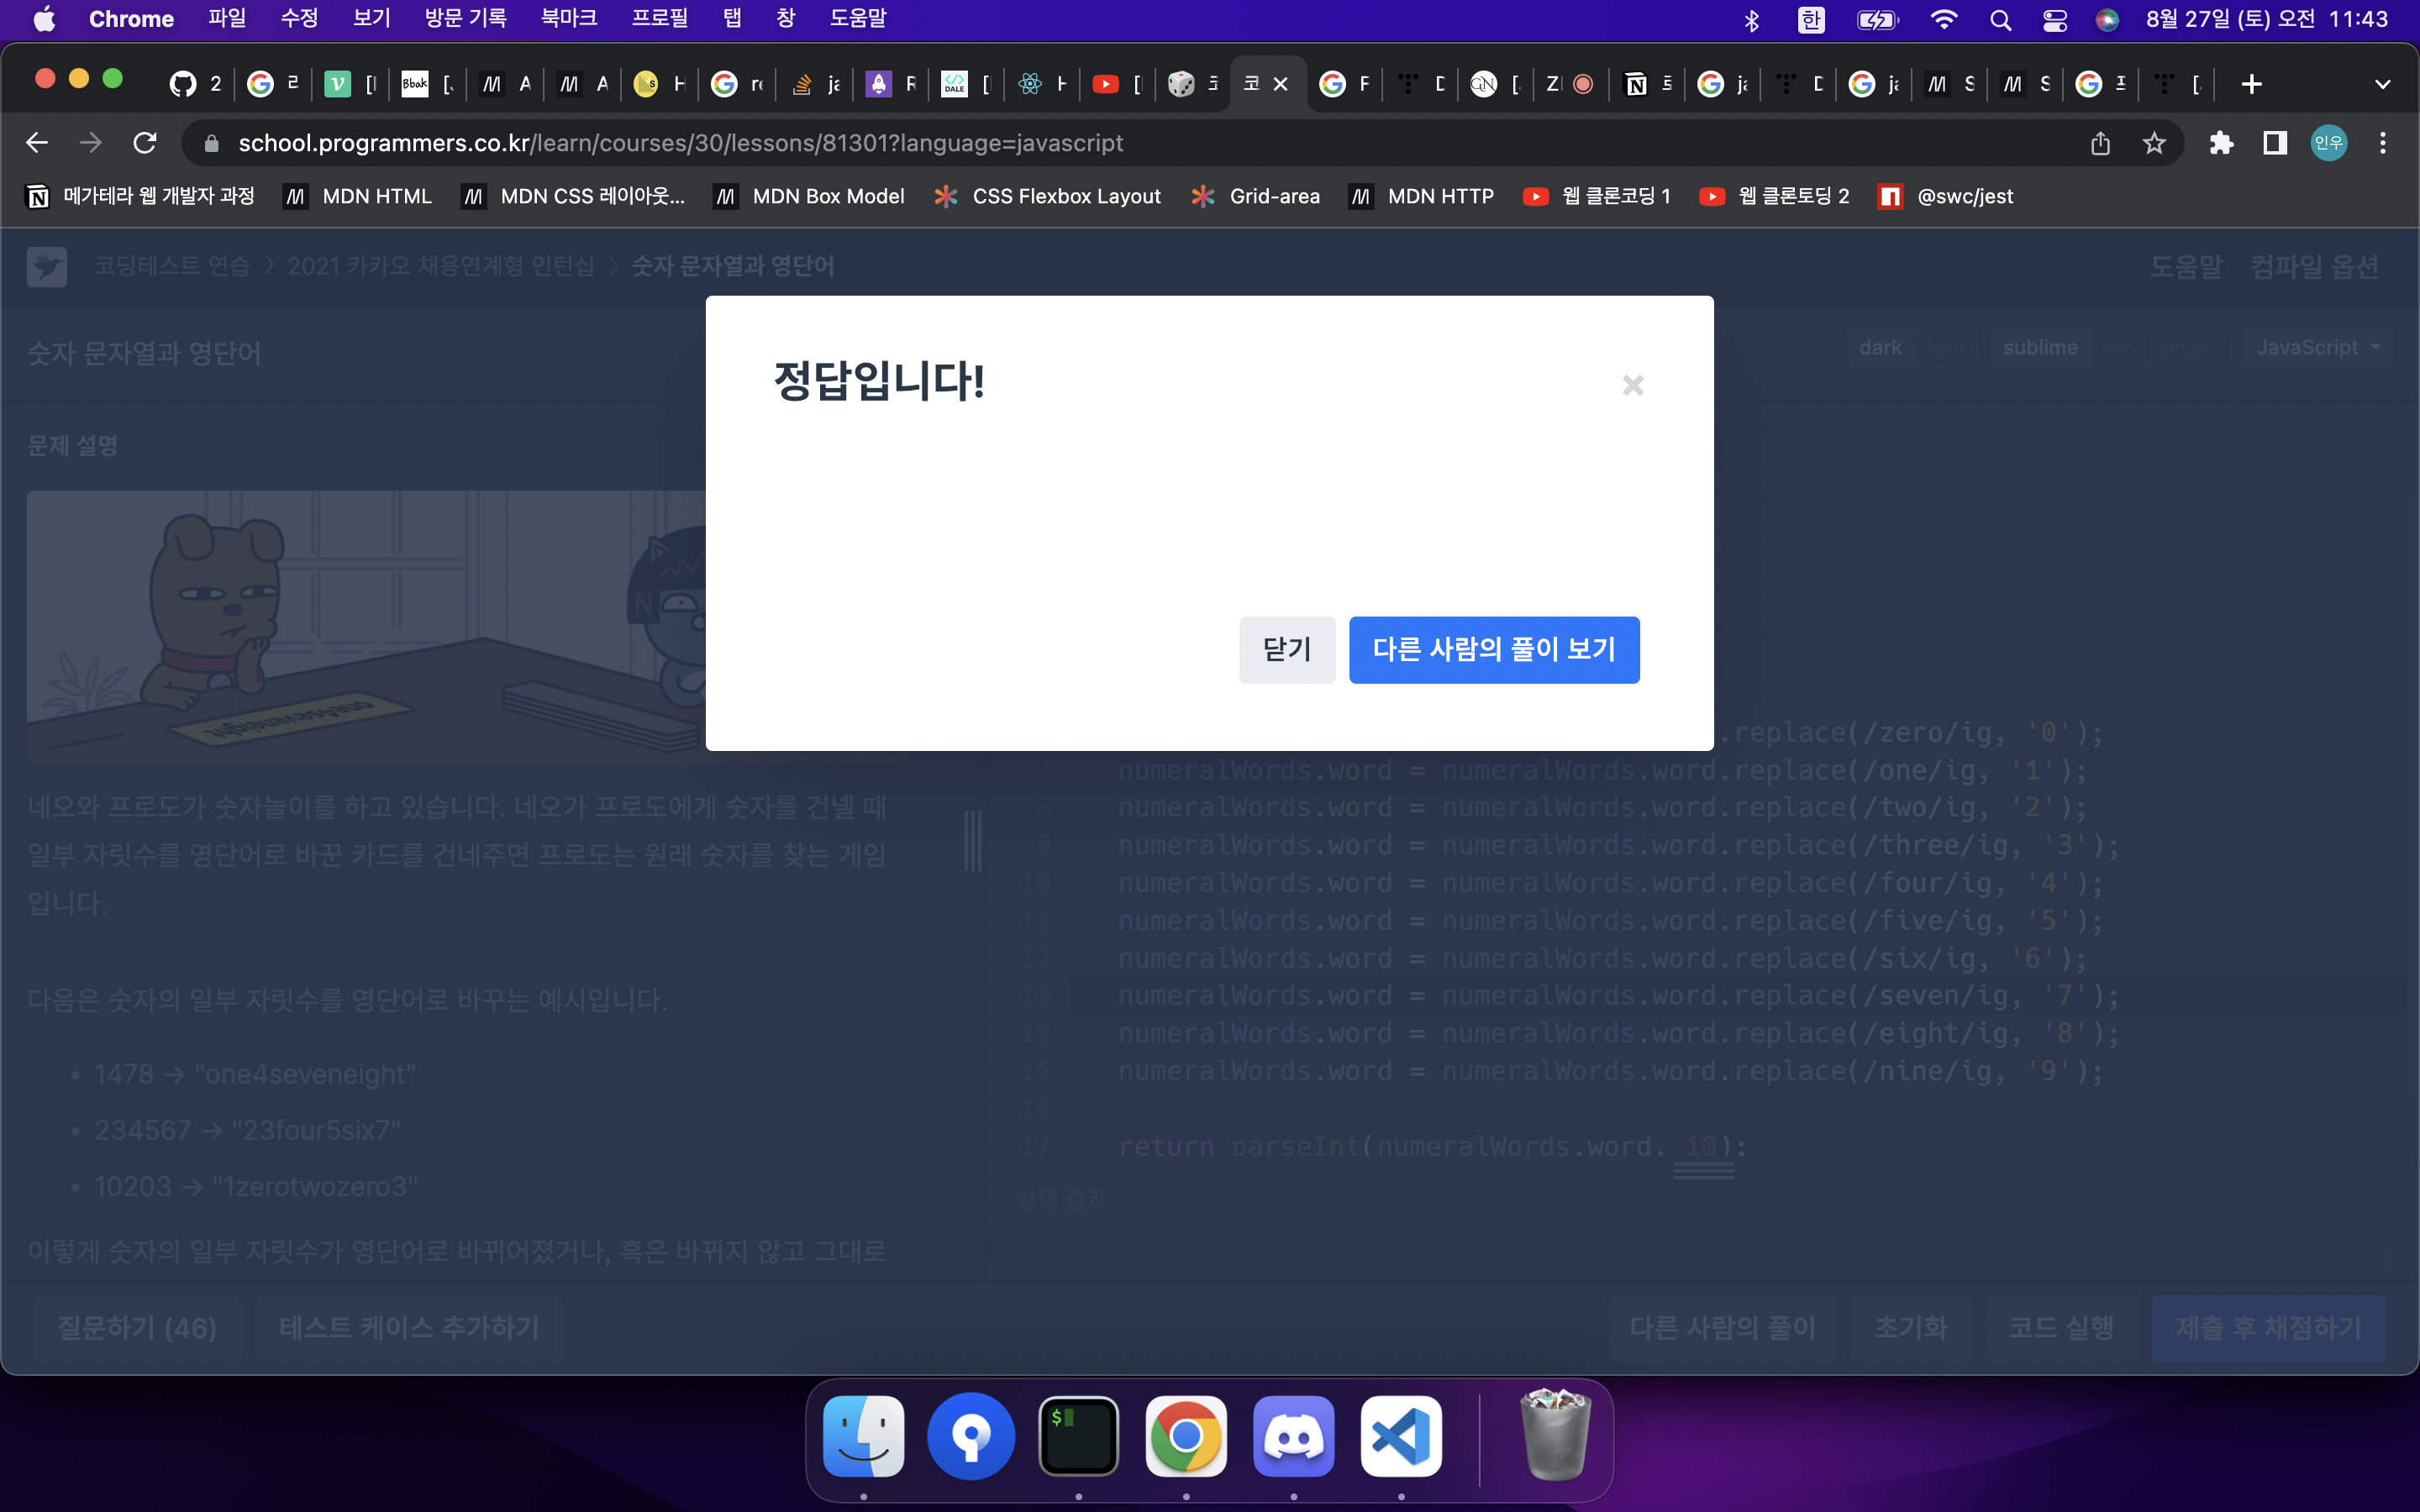 Chrome 파일 수정 보기 방문 기록 북마크 프로필 탭 창 도움말 한 8월 27일 (토) 오전 11:43
school.programmers.co.kr/learn/courses/30/lessons/81301?language=javascript 인우
메가테라 웹 개발자 과정 MDN HTML MDN CSS 레이아웃... MDN Box Model CSS Flexbox Layout Grid-area MDN HTTP 웹 클론코딩 1 웹 클론토딩 2 @swc/jest
코딩테스트 연습 > 2021 카카오 채용연계형 인턴십 > 숫자 문자열과 영단어 도움말 컴파일 옵션
숫자 문자열과 영단어 dark light sublime vim emacs JavaScript
정답입니다!
닫기 다른 사람의 풀이 보기
문제 설명
one4seveneight
네오와 프로도가 숫자놀이를 하고 있습니다. 네오가 프로도에게 숫자를 건넬 때
일부 자릿수를 영단어로 바꾼 카드를 건네주면 프로도는 원래 숫자를 찾는 게임
입니다.
다음은 숫자의 일부 자릿수를 영단어로 바꾸는 예시입니다.
• 1478 → "one4seveneight"
• 234567 → "23four5six7"
• 10203 → "1zerotwozero3"
이렇게 숫자의 일부 자릿수가 영단어로 바뀌어졌거나, 혹은 바뀌지 않고 그대로
.replace(/zero/ig, '0');
7 numeralWords.word = numeralWords.word.replace(/one/ig, '1');
8 numeralWords.word = numeralWords.word.replace(/two/ig, '2');
9 numeralWords.word = numeralWords.word.replace(/three/ig, '3');
10 numeralWords.word = numeralWords.word.replace(/four/ig, '4');
11 numeralWords.word = numeralWords.word.replace(/five/ig, '5');
12 numeralWords.word = numeralWords.word.replace(/six/ig, '6');
13 numeralWords.word = numeralWords.word.replace(/seven/ig, '7');
14 numeralWords.word = numeralWords.word.replace(/eight/ig, '8');
15 numeralWords.word = numeralWords.word.replace(/nine/ig, '9');
16
17 return parseInt(numeralWords.word, 10);
실행 결과
질문하기 (46) 테스트 케이스 추가하기 다른 사람의 풀이 초기화 코드 실행 제출 후 채점하기